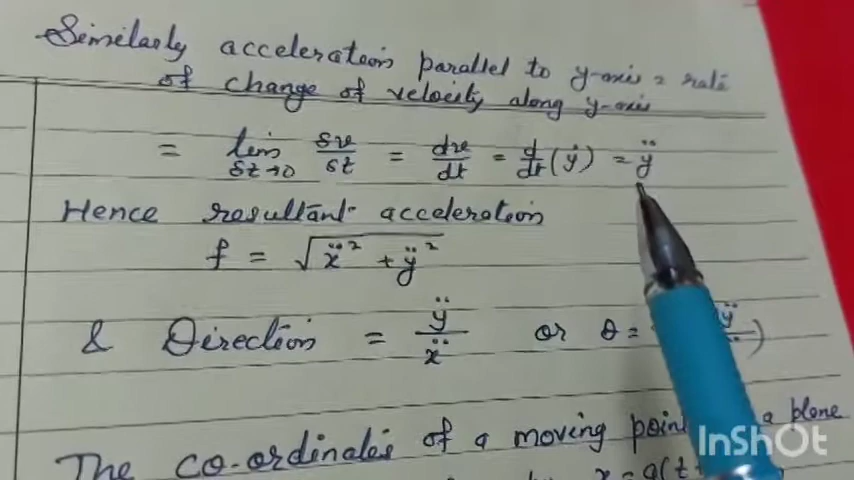 Similarly acceleration parallel to y-axis = rate
of change of velocity along y-axis
= lim δt→0 δv/δt = dv/dt = d/dt (ẏ) = ÿ
Hence resultant acceleration
f = √ẍ² + ÿ²
& Direction = ÿ/ẍ or θ = ÿ )
The co-ordinates of a moving point a plane
x = a(t +
InShOt